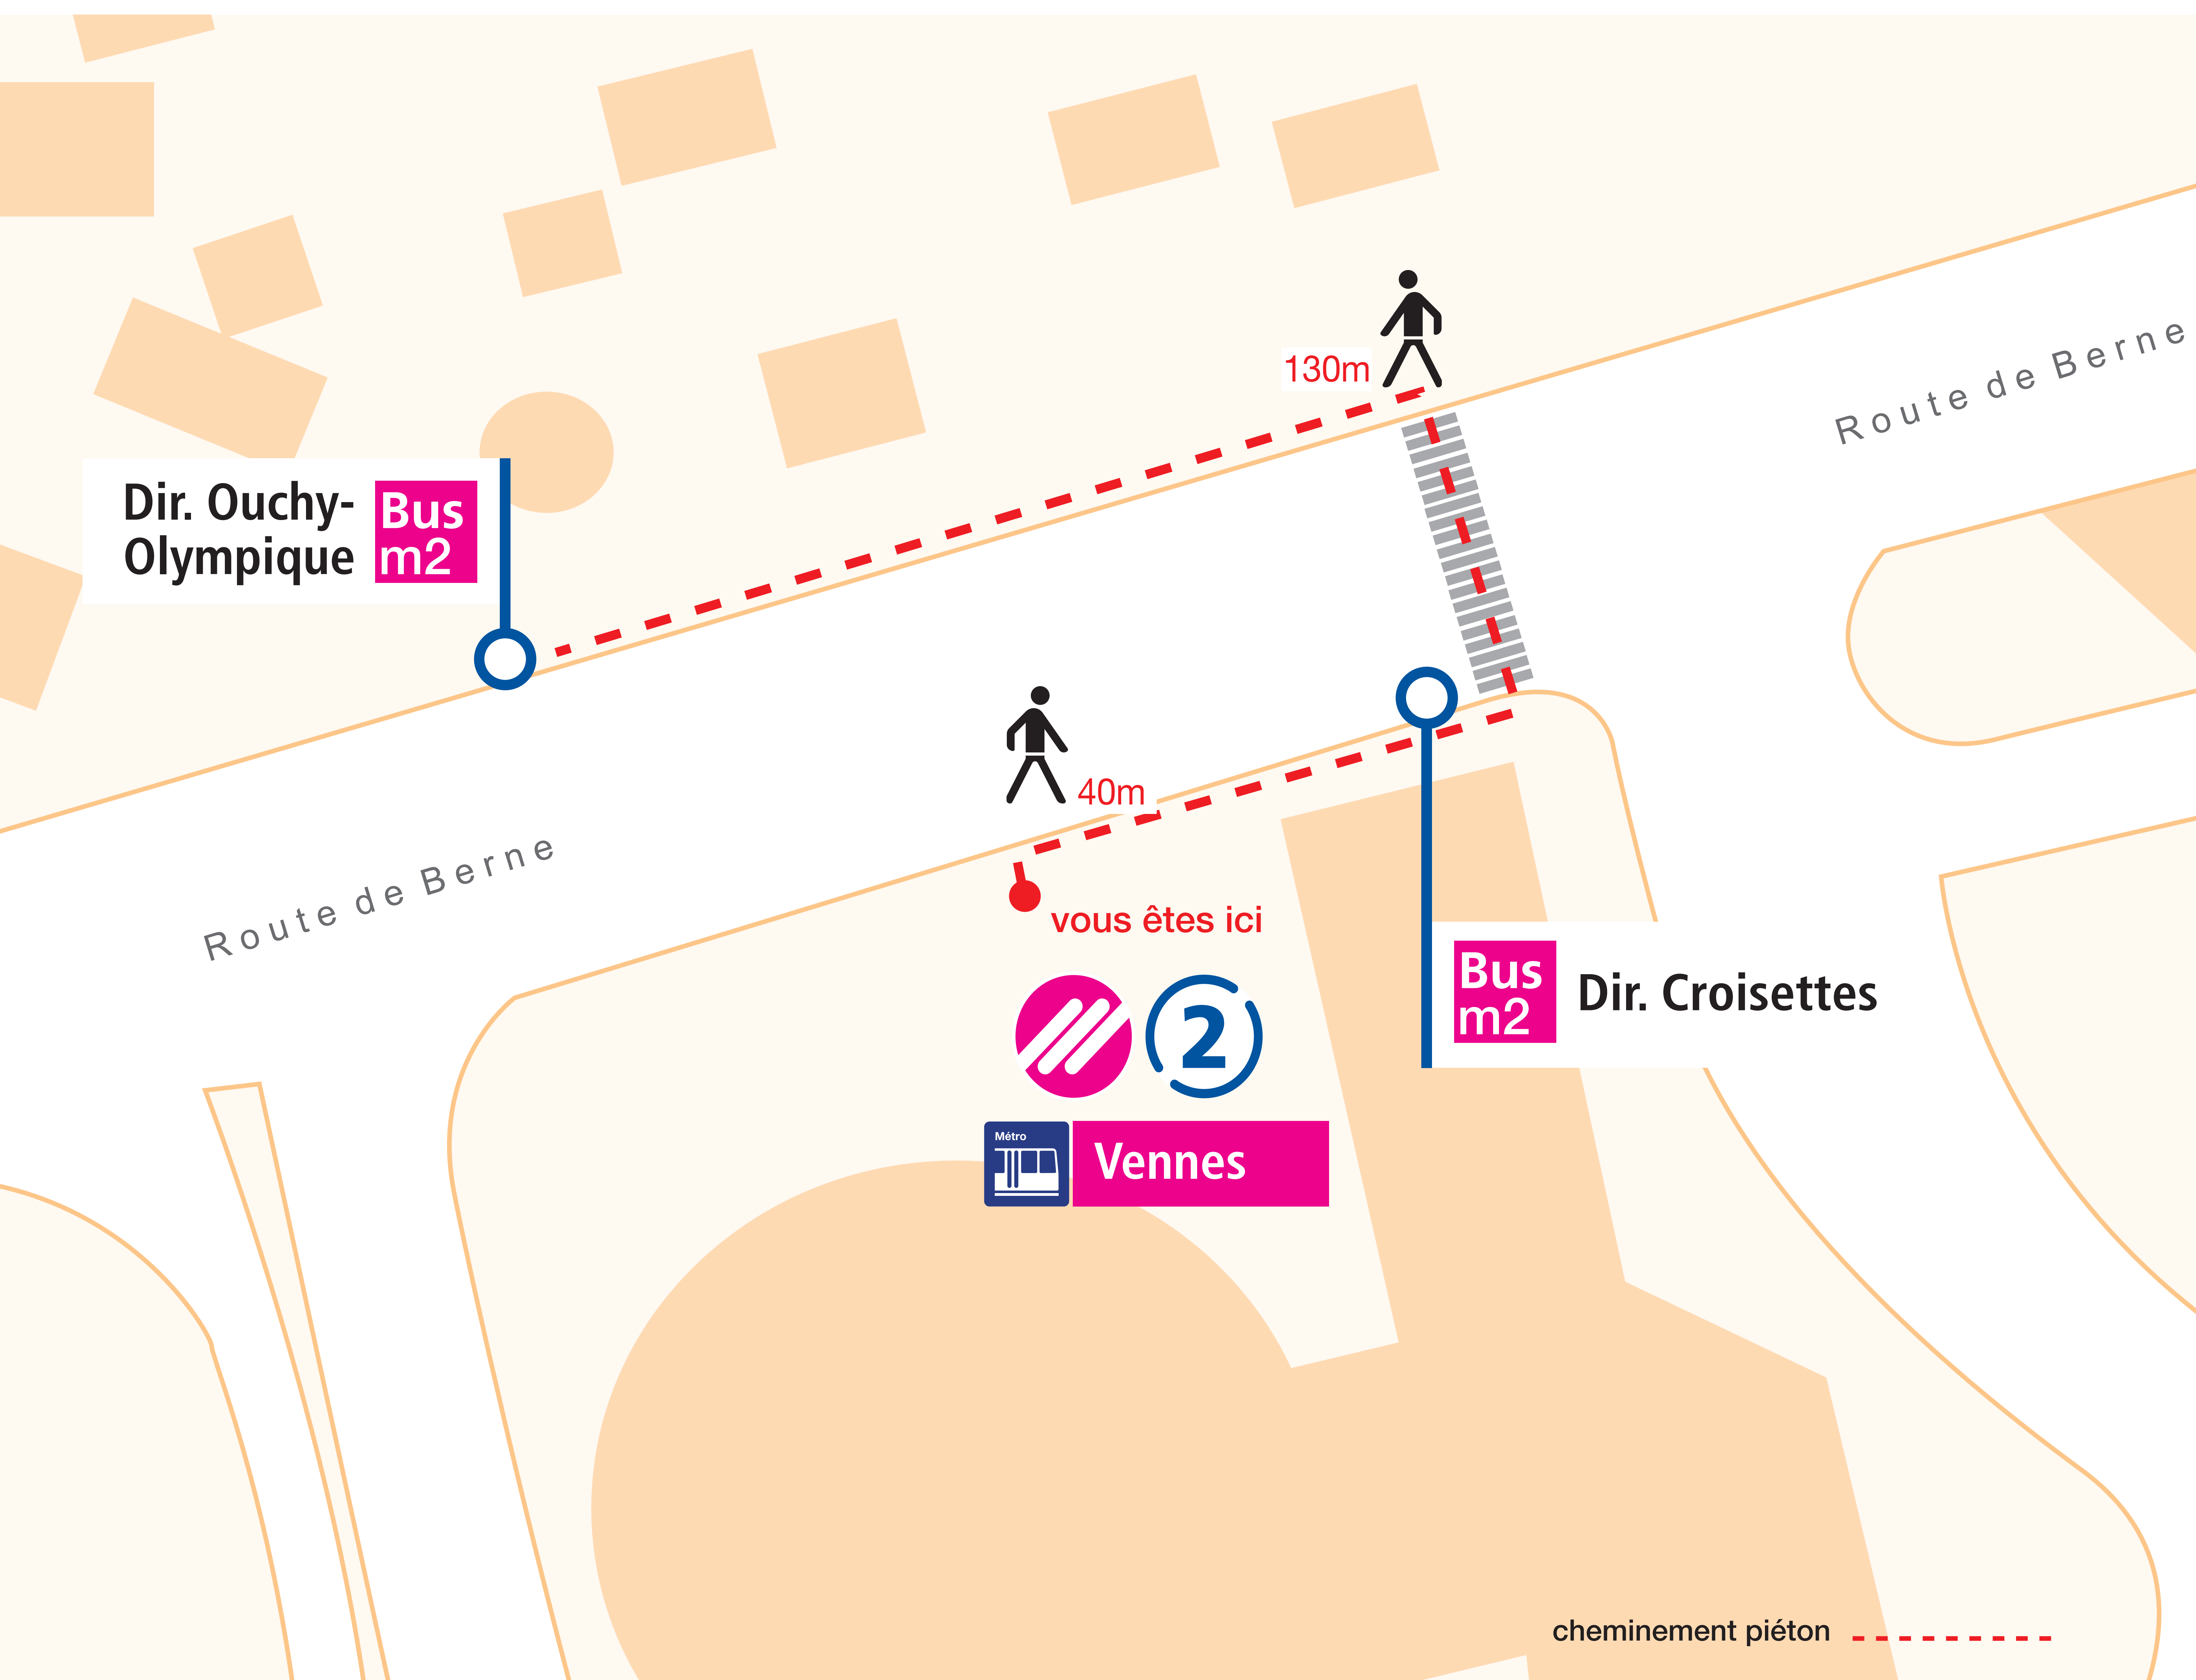 Route de Berne
130m
Dir. Ouchy-
Olympique
Bus
m2
40m
Route de Berne
vous êtes ici
2
Bus
m2
Dir. Croisettes
Métro
Vennes
cheminement piéton